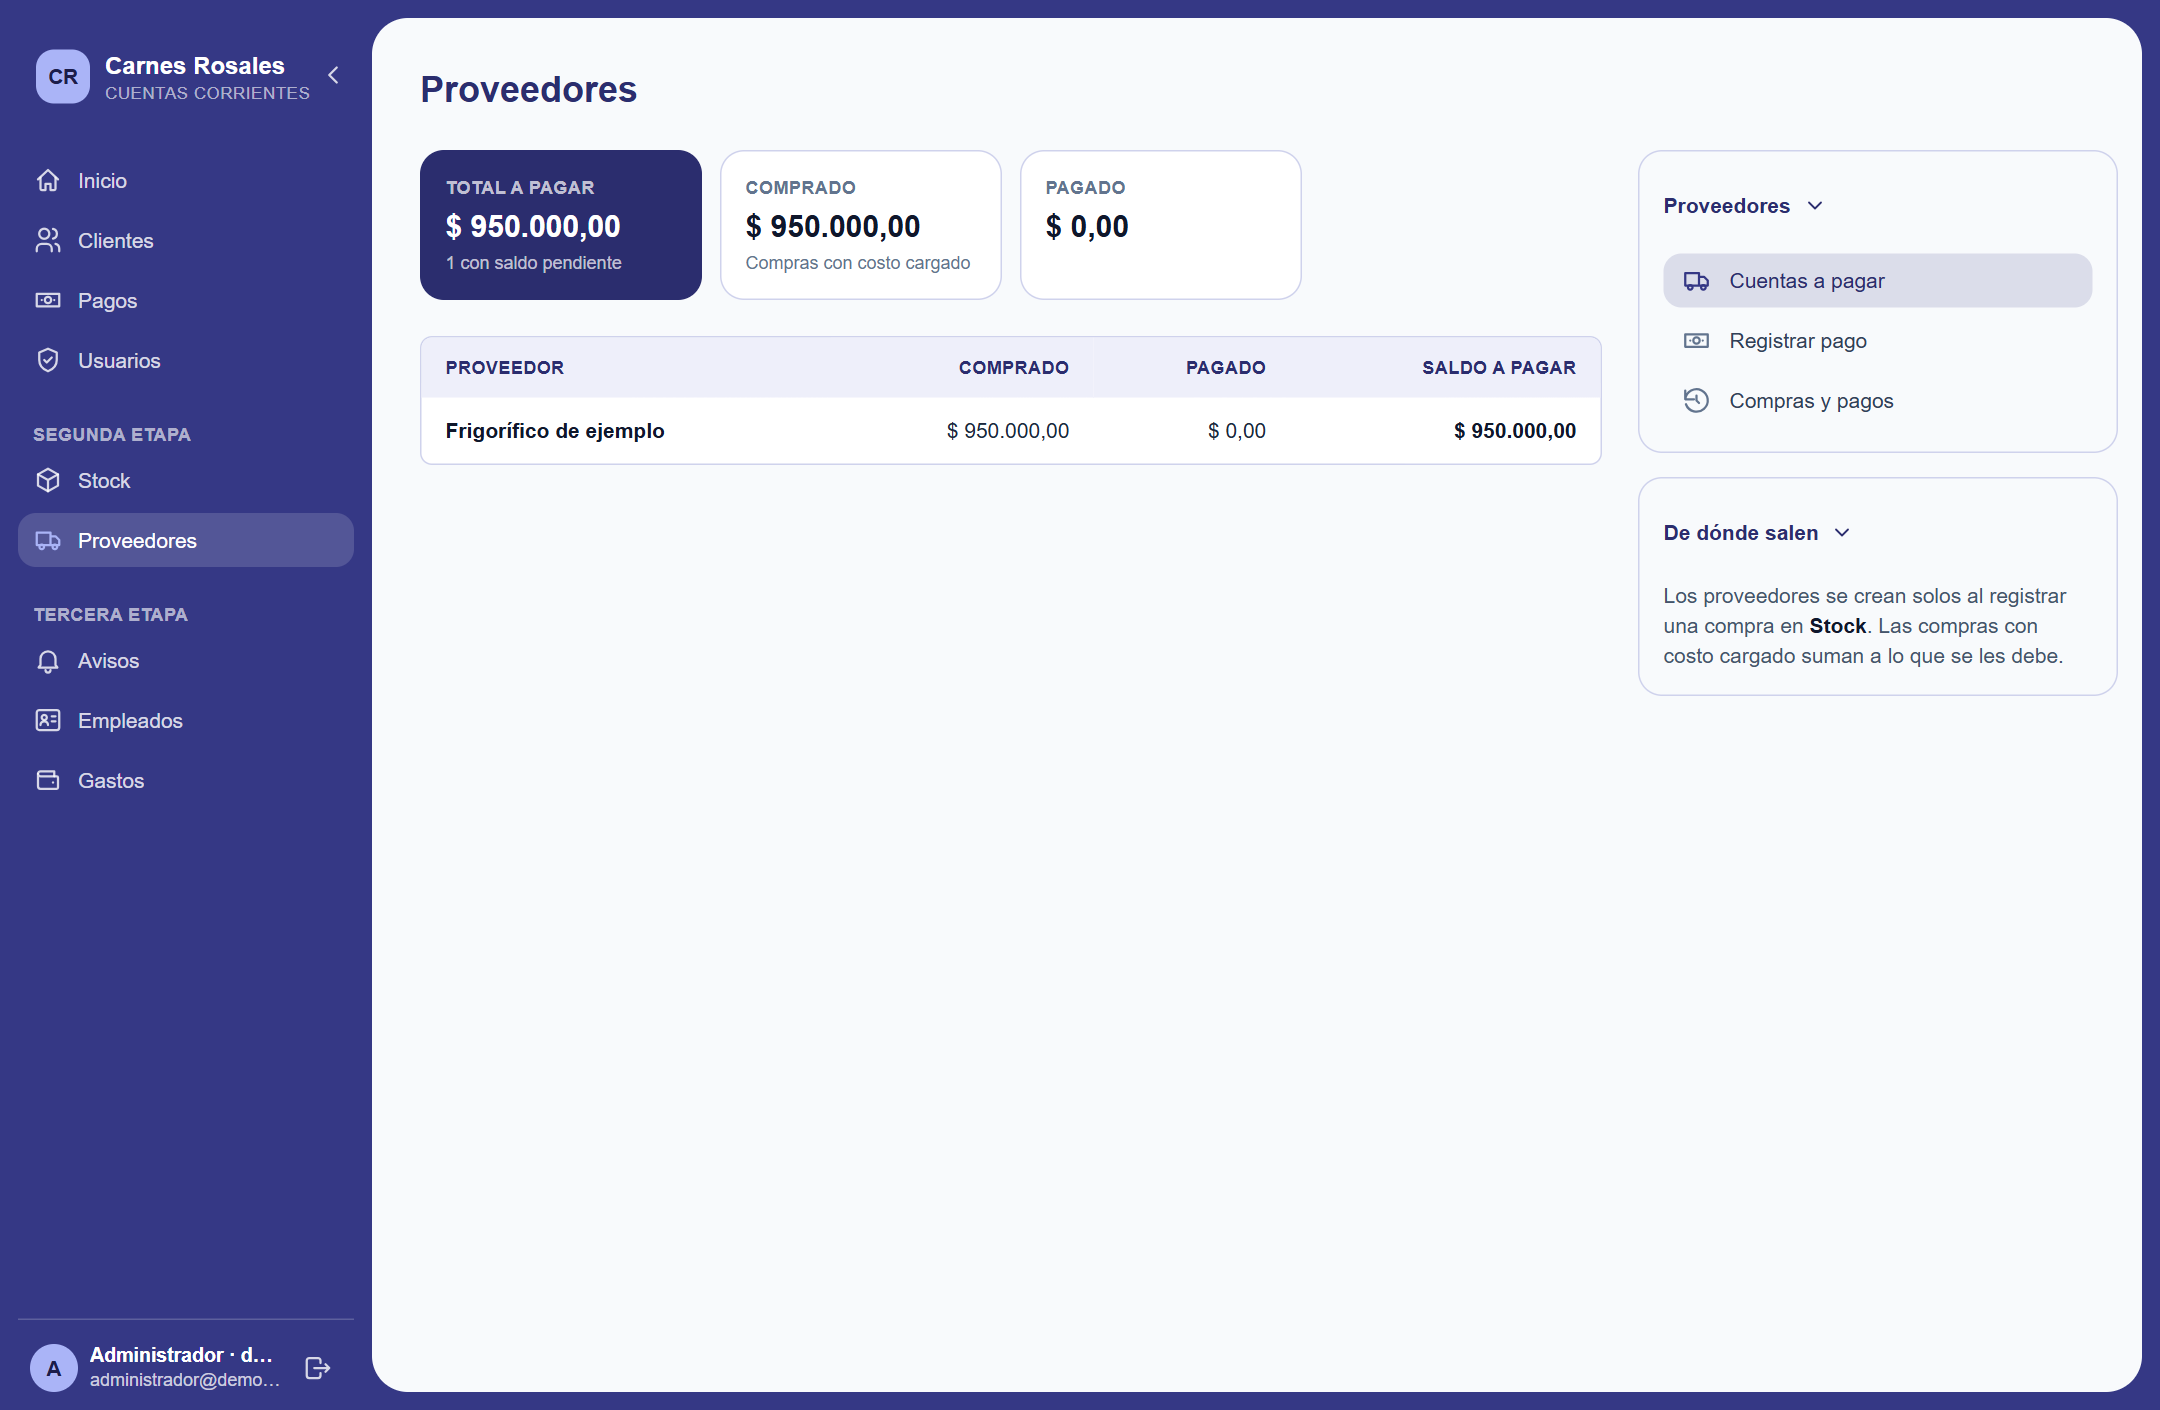 CR
Carnes Rosales
CUENTAS CORRIENTES
Inicio
Clientes
Pagos
Usuarios
SEGUNDA ETAPA
Stock
Proveedores
TERCERA ETAPA
Avisos
Empleados
Gastos
A
Administrador · d...
administrador@demo...
Proveedores
TOTAL A PAGAR
$ 950.000,00
1 con saldo pendiente
COMPRADO
$ 950.000,00
Compras con costo cargado
PAGADO
$ 0,00
PROVEEDOR COMPRADO PAGADO SALDO A PAGAR
Frigorífico de ejemplo $ 950.000,00 $ 0,00 $ 950.000,00
Proveedores
Cuentas a pagar
Registrar pago
Compras y pagos
De dónde salen
Los proveedores se crean solos al registrar
una compra en Stock. Las compras con
costo cargado suman a lo que se les debe.